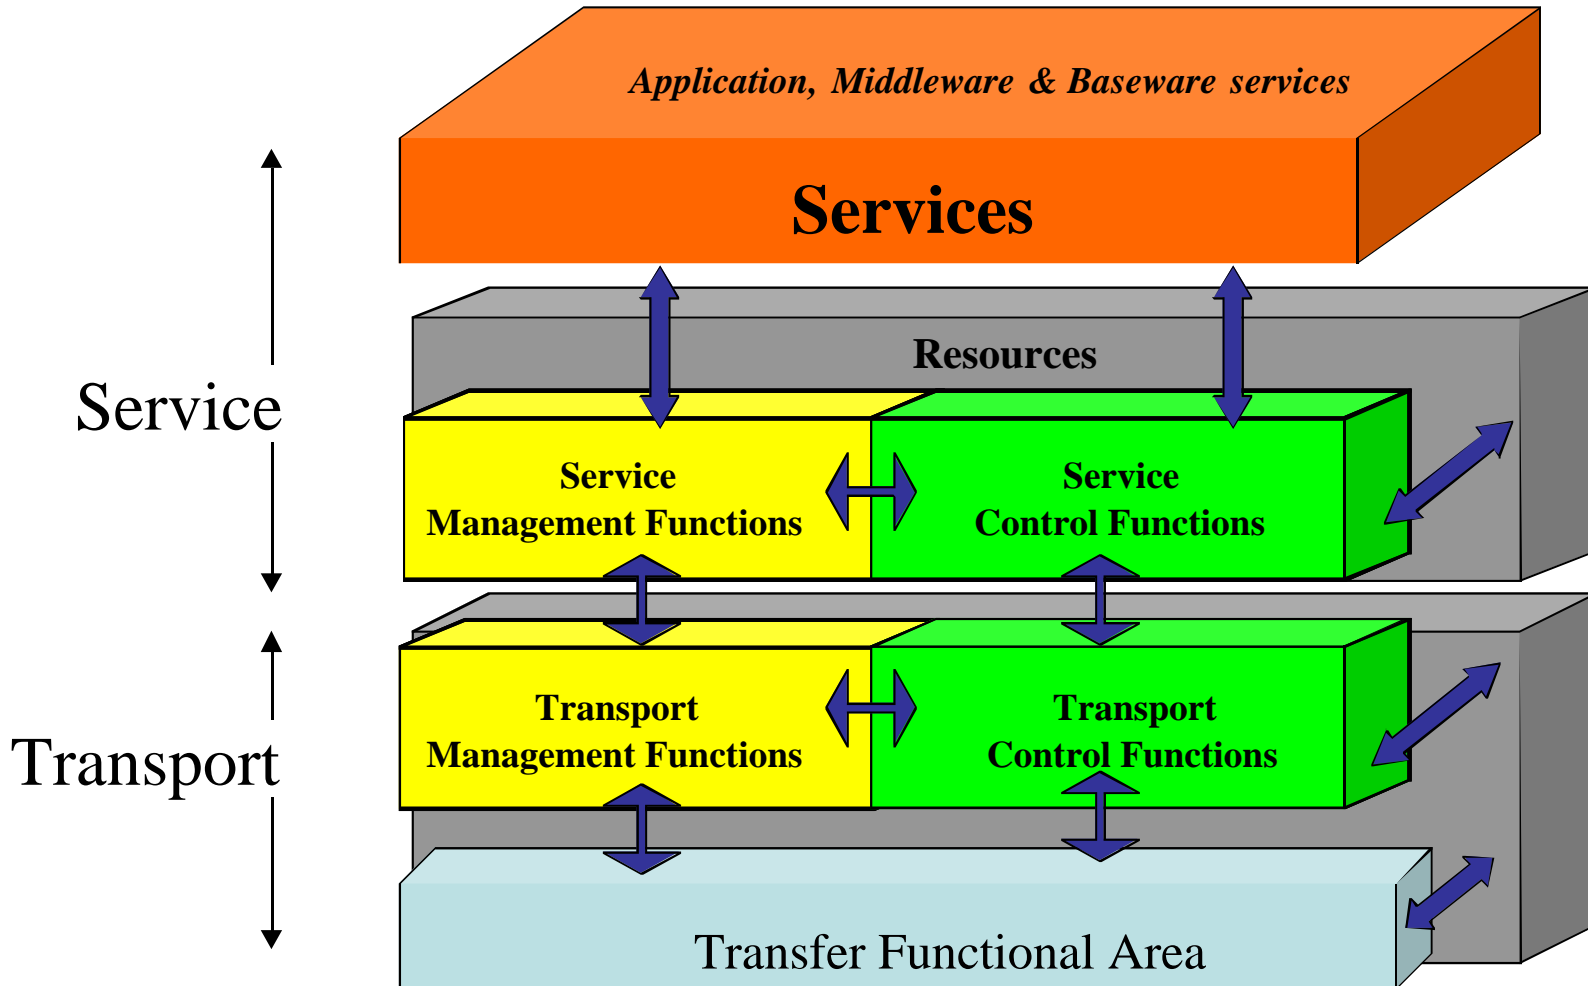 Application, Middleware & Baseware services
Services
Resources
Service
Service
Management Functions
Service
Control Functions
Transport
Transport
Management Functions
Transport
Control Functions
Transfer Functional Area